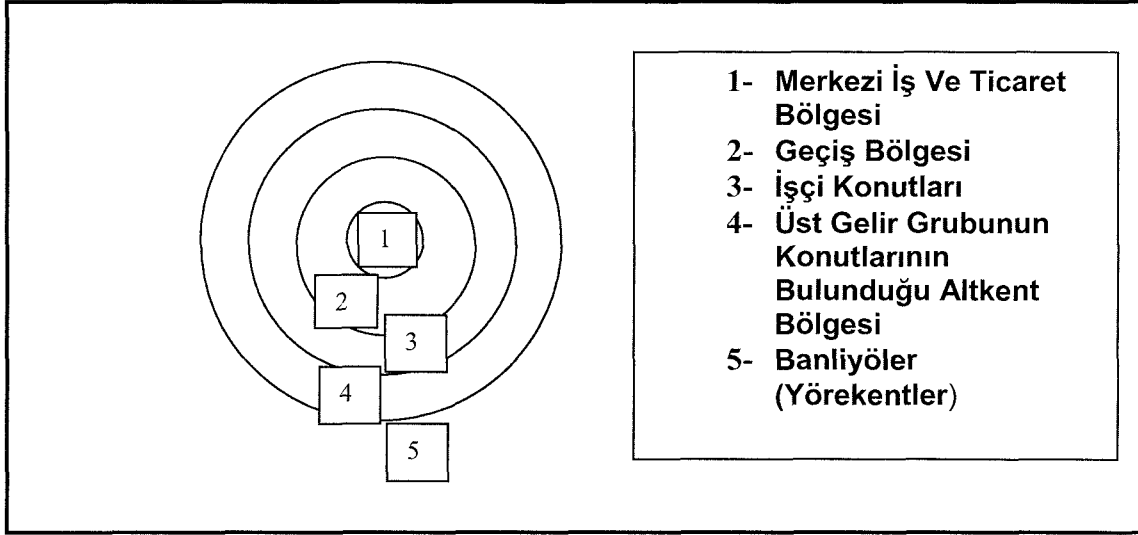 1
2
3
4
5
1- Merkezi İş Ve Ticaret
Bölgesi
2- Geçiş Bölgesi
3- İşçi Konutları
4- Üst Gelir Grubunun
Konutlarının
Bulunduğu Altkent
Bölgesi
5- Banliyöler
(Yörekentler)